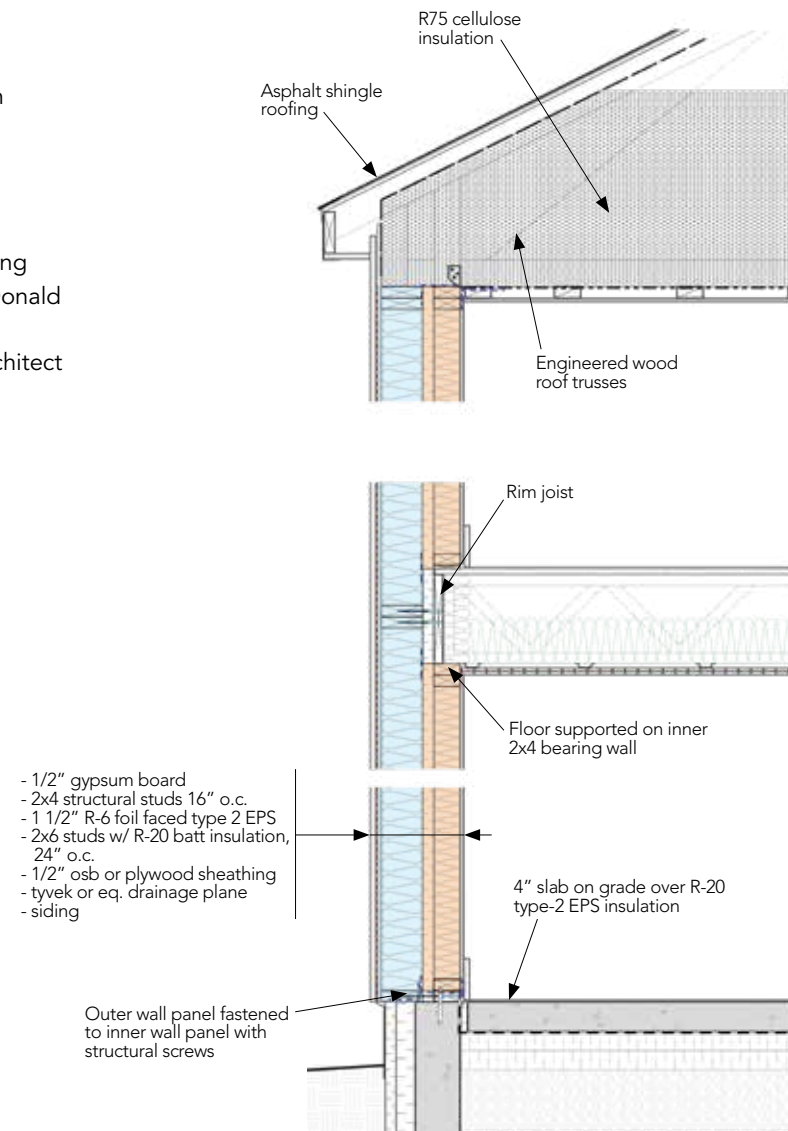 R75 cellulose
insulation
Asphalt shingle
roofing
n
ng
onald
chitect
Engineered wood
roof trusses
Rim joist
Floor supported on inner
2x4 bearing wall
- 1/2” gypsum board
- 2x4 structural studs 16” o.c.
- 1 1/2” R-6 foil faced type 2 EPS
- 2x6 studs w/ R-20 batt insulation,
24” o.c.
- 1/2” osb or plywood sheathing
- tyvek or eq. drainage plane
- siding
4” slab on grade over R-20
type-2 EPS insulation
Outer wall panel fastened
to inner wall panel with
structural screws